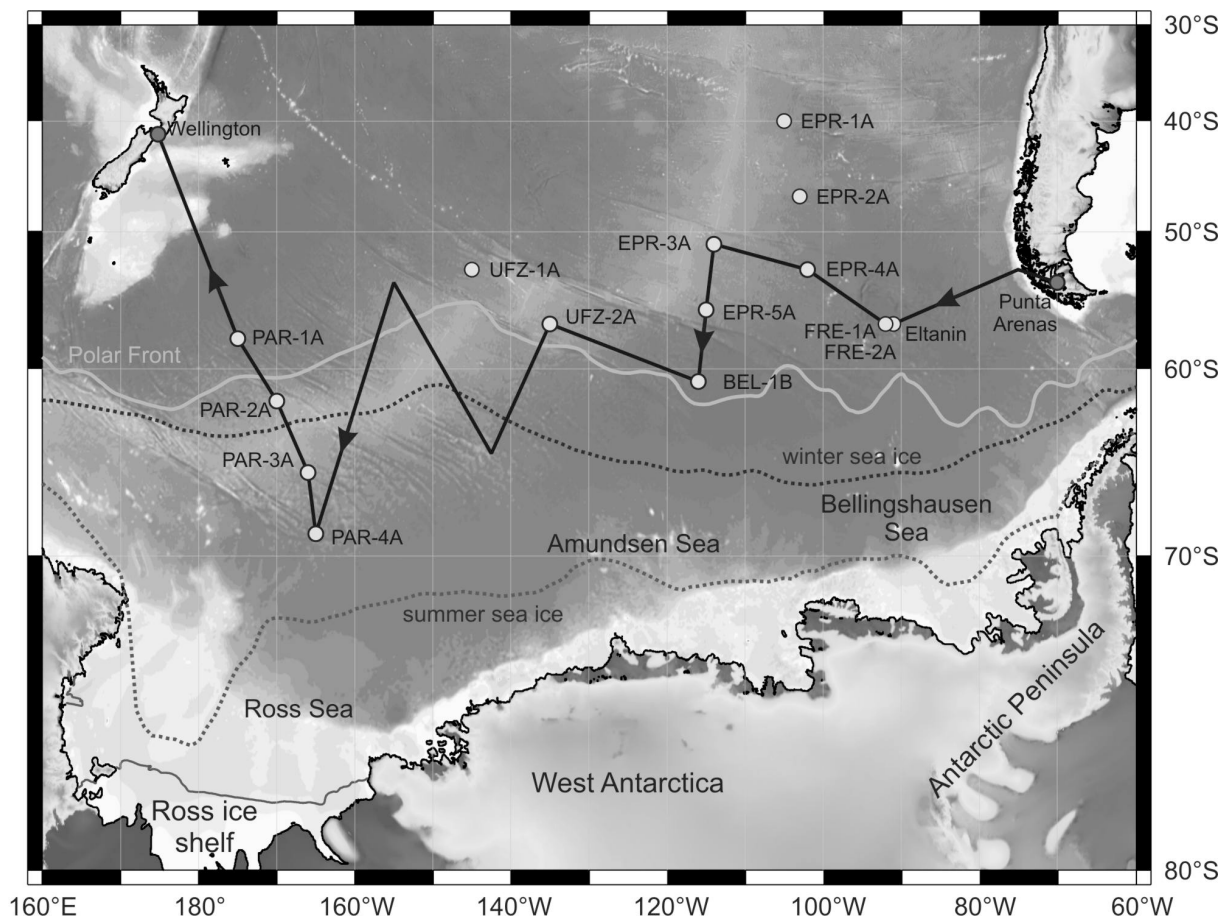 30°S
EPR-1A
40°S
Wellington
EPR-2A
50°S
EPR-3A
UFZ-1A
EPR-4A
Punta
Arenas
EPR-5A
UFZ-2A
FRE-1A
Eltanin
FRE-2A
PAR-1A
Polar Front
60°S
BEL-1B
PAR-2A
winter sea ice
PAR-3A
Bellingshausen
Sea
PAR-4A
Amundsen Sea
70°S
summer sea ice
Antarctic Peninsula
Ross Sea
West Antarctica
Ross ice
shelf
80°S
160°E
180°
160°W
140°W
120°W
100°W
80°W
60°W